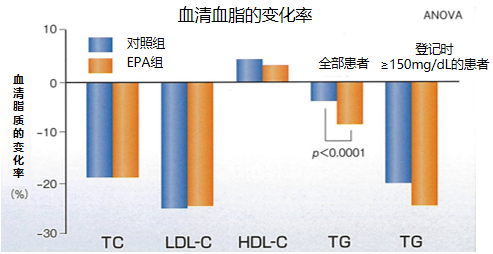 血清血脂的变化率
ANOVA
对照组
EPA组
全部患者
登记时
≥150mg/dL的患者
血清脂质的变化率
(%)
10
0
-10
-20
-30
p<0.0001
TC LDL-C HDL-C TG TG